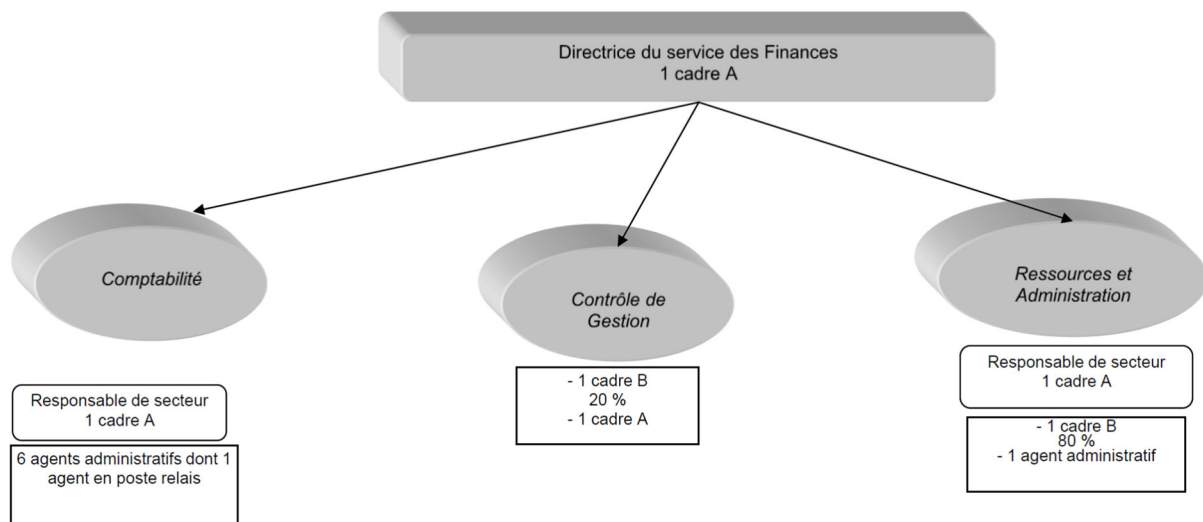 Directrice du service des Finances
1 cadre A
Comptabilité
Responsable de secteur
1 cadre A
6 agents administratifs dont 1
agent en poste relais
Contrôle de
Gestion
- 1 cadre B
20 %
- 1 cadre A
Ressources et
Administration
Responsable de secteur
1 cadre A
- 1 cadre B
80 %
- 1 agent administratif